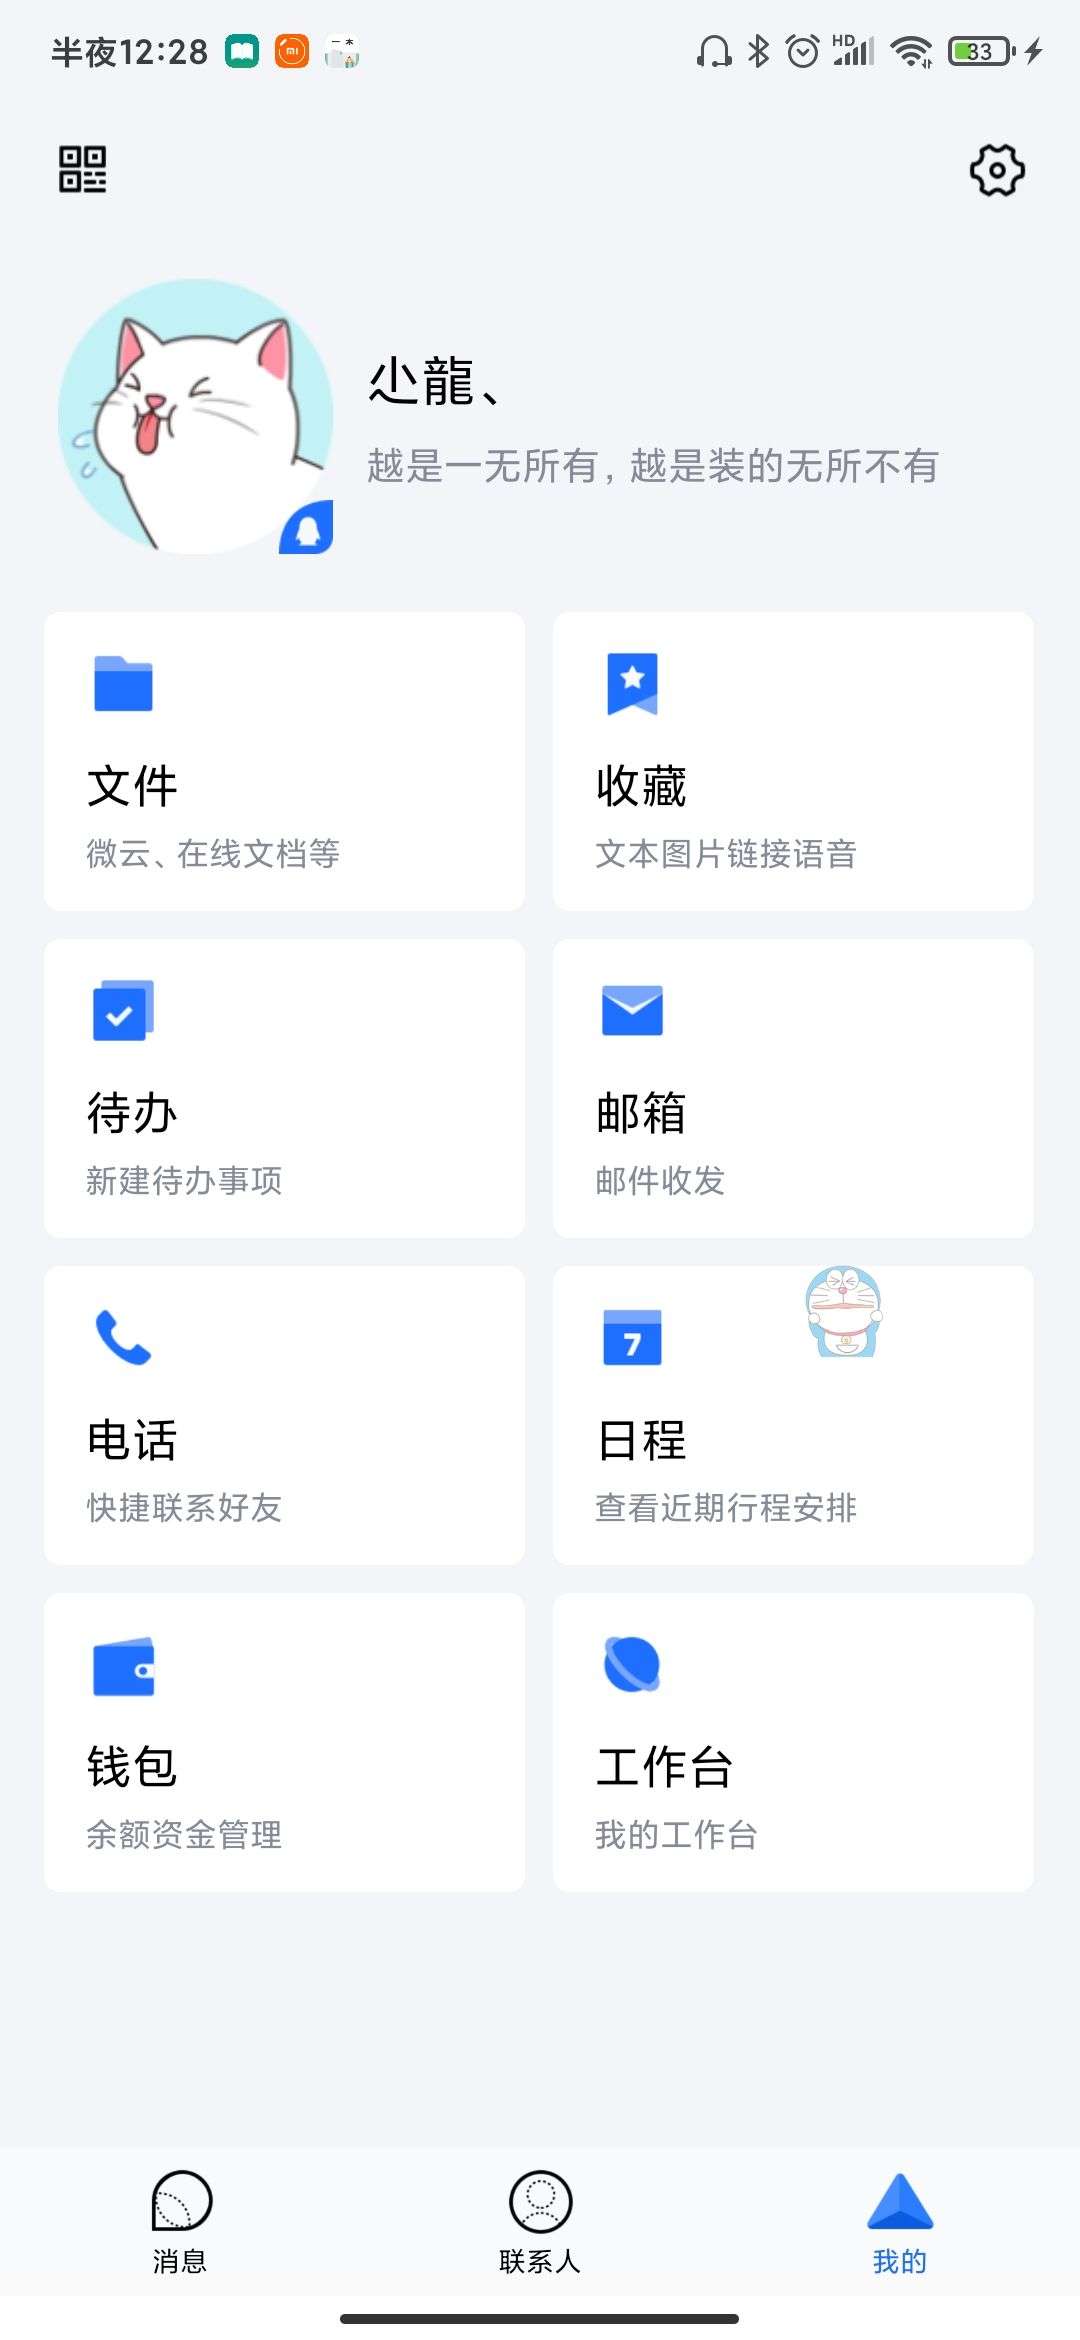 半夜12:28
HD
33
尐龍、
越是一无所有, 越是装的无所不有
文件
微云、在线文档等
收藏
文本图片链接语音
待办
新建待办事项
邮箱
邮件收发
电话
快捷联系好友
7
日程
查看近期行程安排
钱包
余额资金管理
工作台
我的工作台
消息
联系人
我的